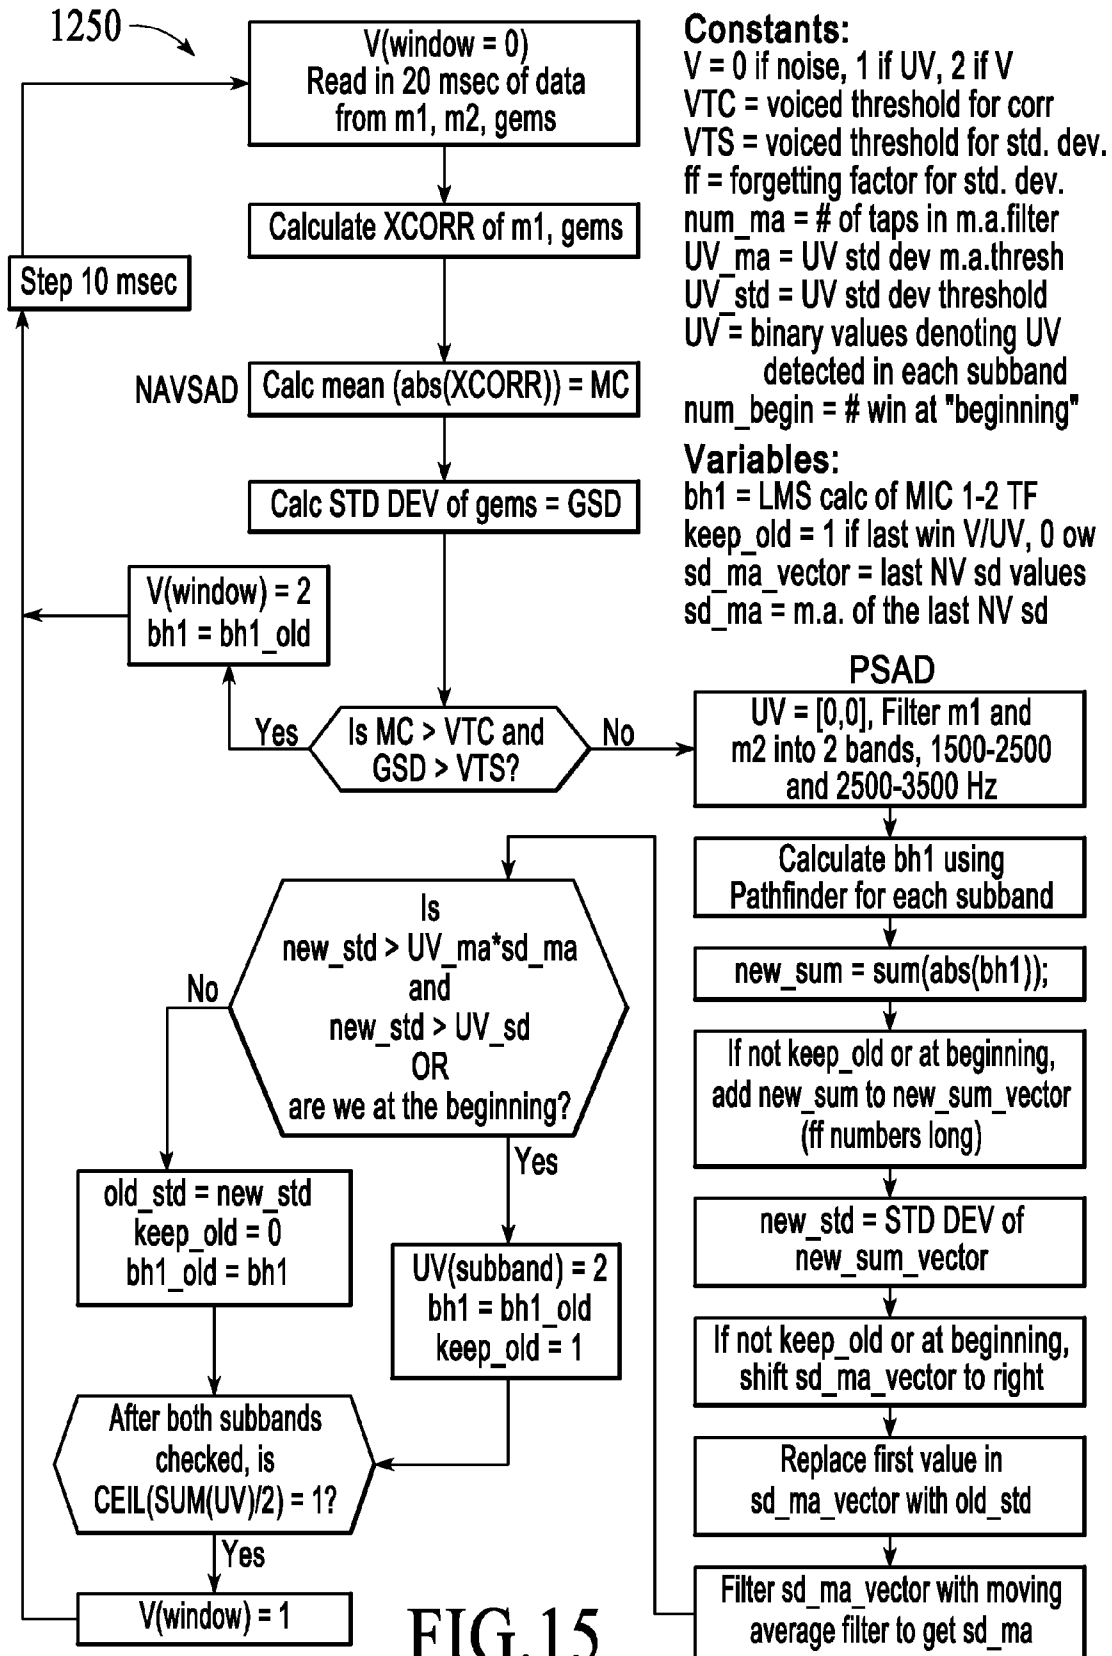 1250
V(window = 0)
Read in 20 msec of data
from m1, m2, gems
Calculate XCORR of m1, gems
Step 10 msec
NAVSAD
Calc mean (abs(XCORR)) = MC
Calc STD DEV of gems = GSD
V(window) = 2
bh1 = bh1_old
Yes
Is MC > VTC and
GSD > VTS?
No
Constants:
V = 0 if noise, 1 if UV, 2 if V
VTC = voiced threshold for corr
VTS = voiced threshold for std. dev.
ff = forgetting factor for std. dev.
num_ma = # of taps in m.a.filter
UV_ma = UV std dev m.a.thresh
UV_std = UV std dev threshold
UV = binary values denoting UV
detected in each subband
num_begin = # win at "beginning"
Variables:
bh1 = LMS calc of MIC 1-2 TF
keep_old = 1 if last win V/UV, 0 ow
sd_ma_vector = last NV sd values
sd_ma = m.a. of the last NV sd
PSAD
UV = [0,0], Filter m1 and
m2 into 2 bands, 1500-2500
and 2500-3500 Hz
Calculate bh1 using
Pathfinder for each subband
new_sum = sum(abs(bh1));
If not keep_old or at beginning,
add new_sum to new_sum_vector
(ff numbers long)
new_std = STD DEV of
new_sum_vector
If not keep_old or at beginning,
shift sd_ma_vector to right
Replace first value in
sd_ma_vector with old_std
Filter sd_ma_vector with moving
average filter to get sd_ma
Is
new_std > UV_ma*sd_ma
and
new_std > UV_sd
OR
are we at the beginning?
No
Yes
old_std = new_std
keep_old = 0
bh1_old = bh1
UV(subband) = 2
bh1 = bh1_old
keep_old = 1
After both subbands
checked, is
CEIL(SUM(UV)/2) = 1?
Yes
V(window) = 1
FIG.15